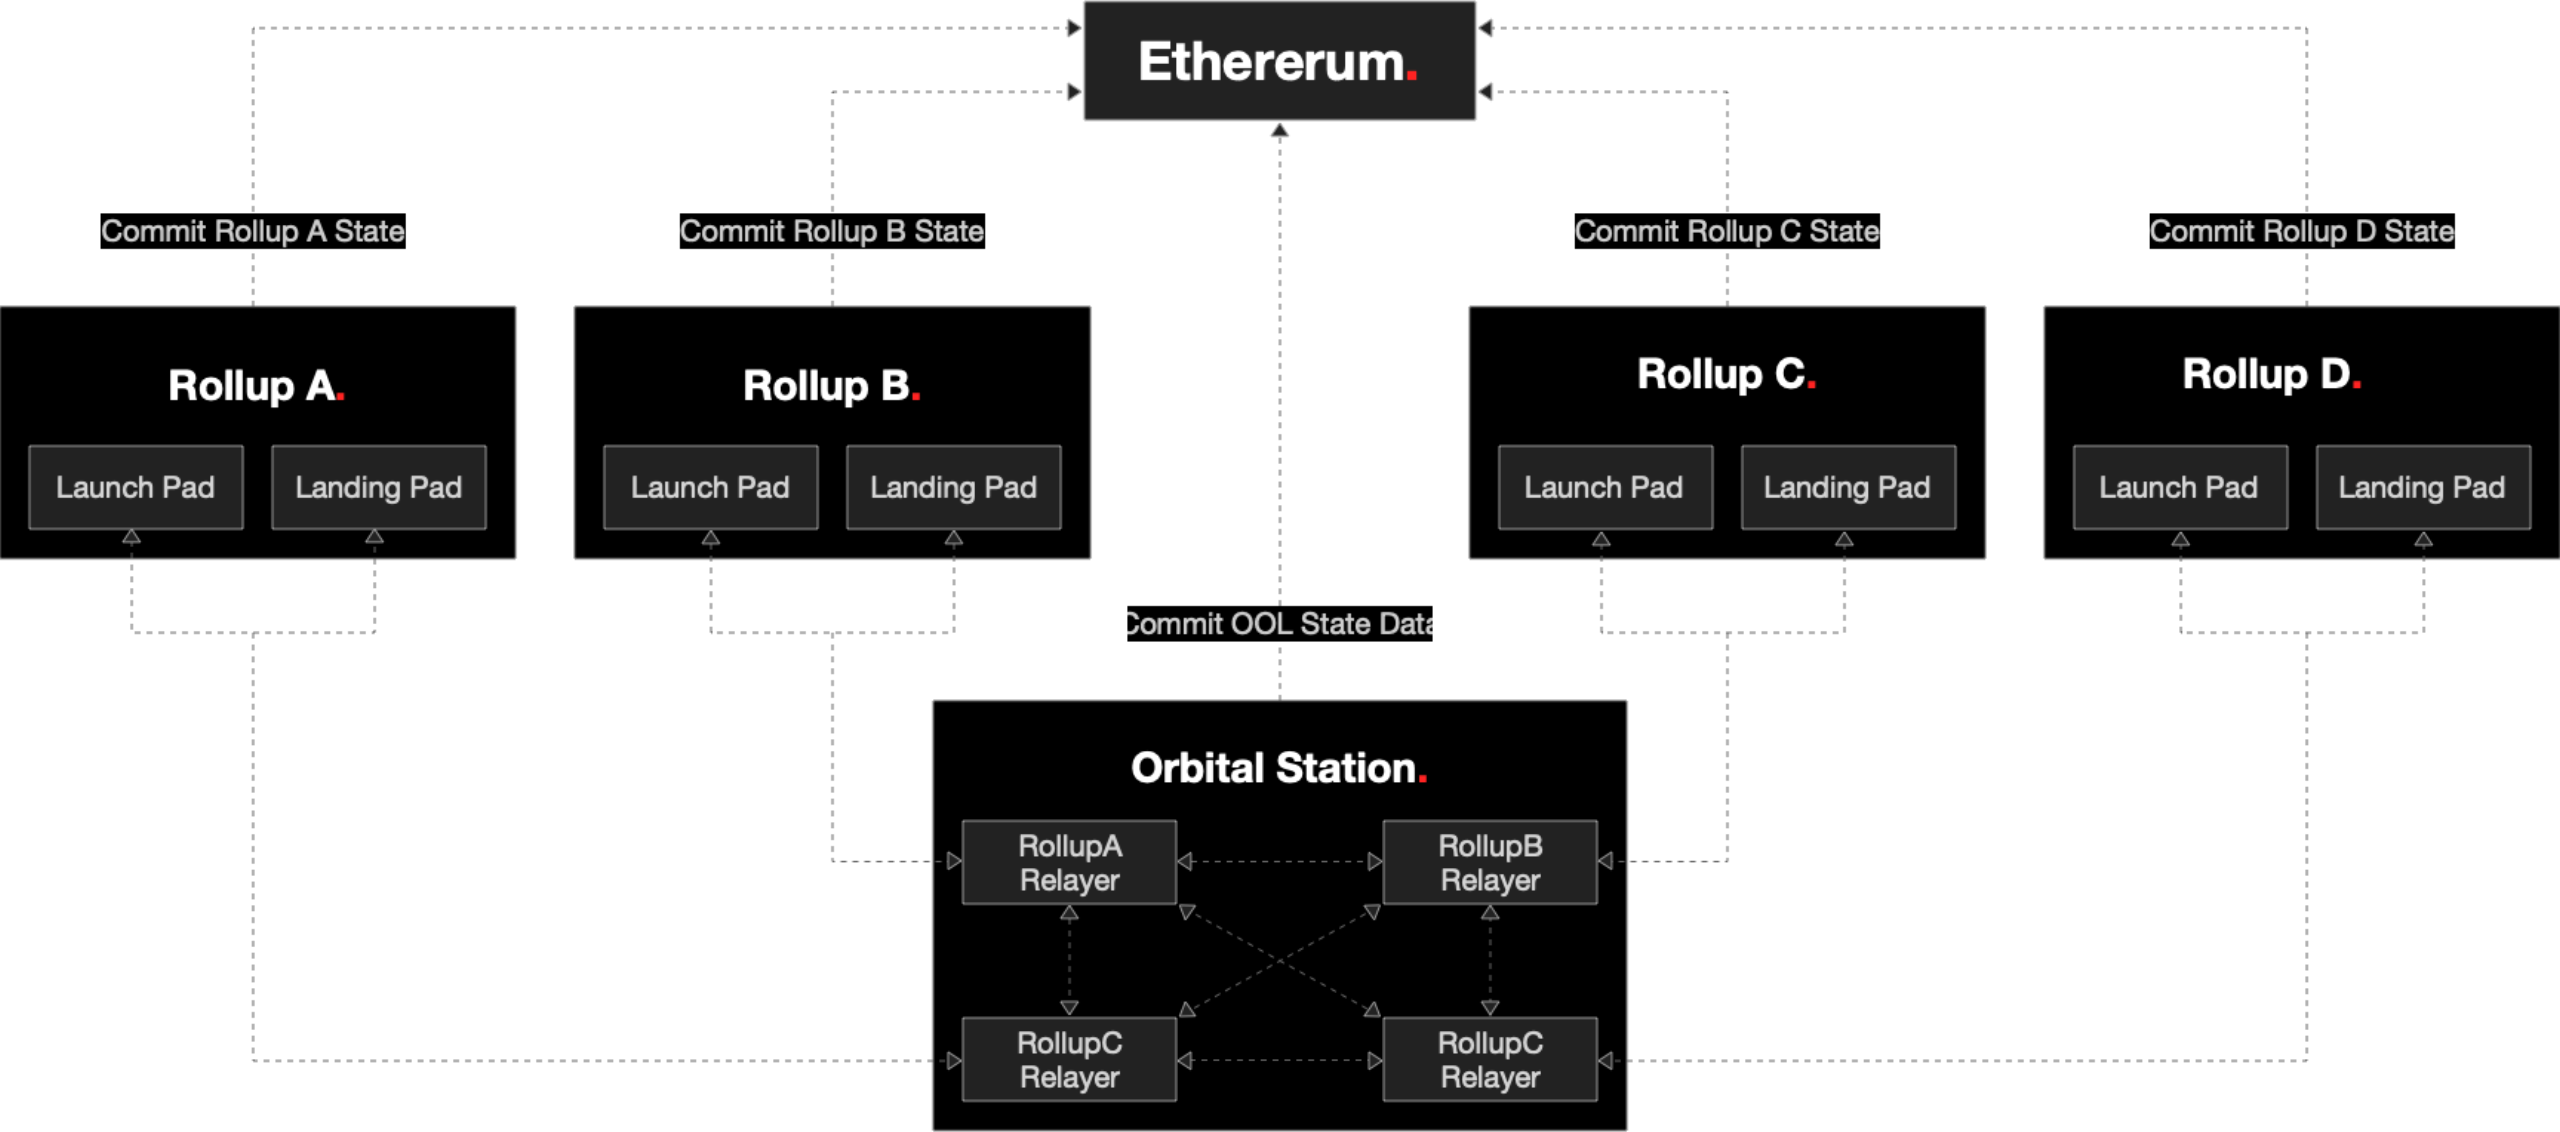 Ethererum.
Commit Rollup A State
Commit Rollup B State
Commit Rollup C State
Commit Rollup D State
Rollup A.
Launch Pad
Landing Pad
Rollup B.
Launch Pad
Landing Pad
Rollup C.
Launch Pad
Landing Pad
Rollup D.
Launch Pad
Landing Pad
Commit OOL State Data
Orbital Station.
RollupA
Relayer
RollupB
Relayer
RollupC
Relayer
RollupC
Relayer